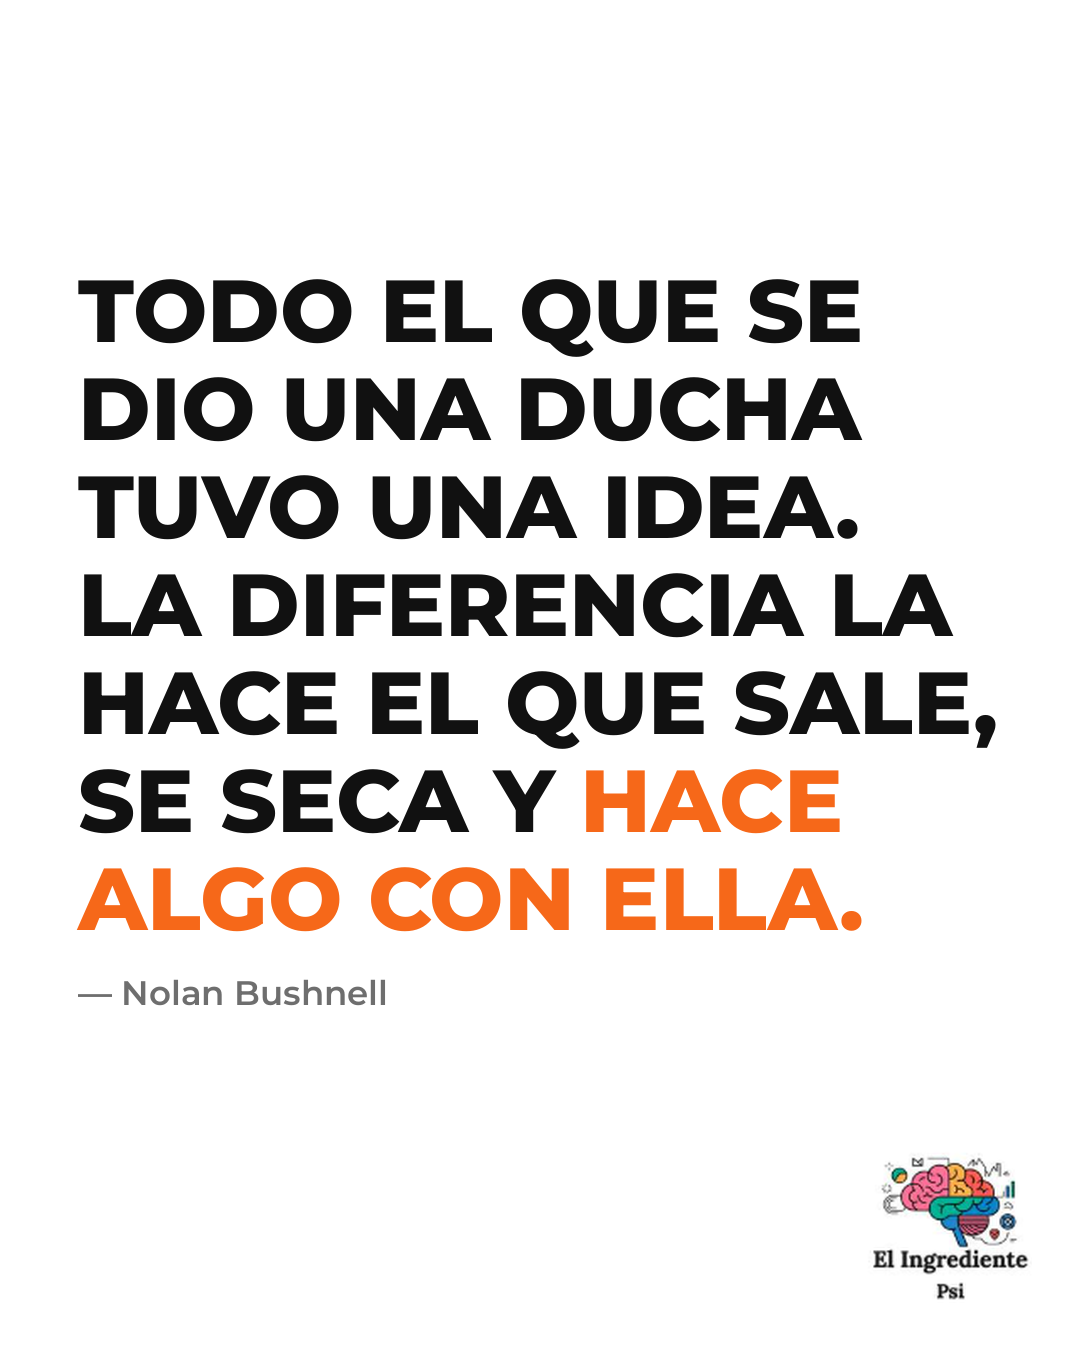 TODO EL QUE SE
DIO UNA DUCHA
TUVO UNA IDEA.
LA DIFERENCIA LA
HACE EL QUE SALE,
SE SECA Y HACE
ALGO CON ELLA.
— Nolan Bushnell
El Ingrediente
Psi